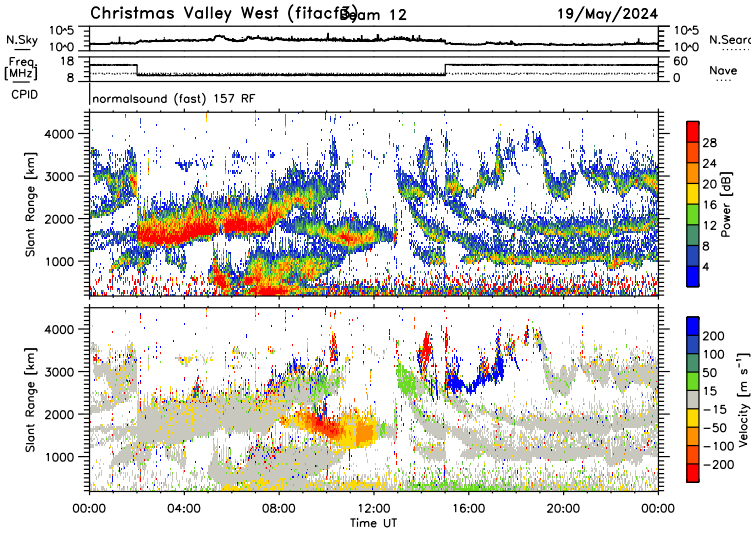 Christmas Valley West (fitacf3) Beam 12 19/May/2024
N.Sky 10^5 10^0 10^5 10^0 N.Searc
Freq. [MHz] 18 8 60 0 Nave
CPID normalsound (fast) 157 RF
Slant Range [km] 4000 3000 2000 1000
Power [dB] 28 24 20 16 12 8 4
Slant Range [km] 4000 3000 2000 1000
Velocity [m s⁻¹] 200 100 50 15 −15 −50 −100 −200
00:00 04:00 08:00 12:00 16:00 20:00 00:00
Time UT